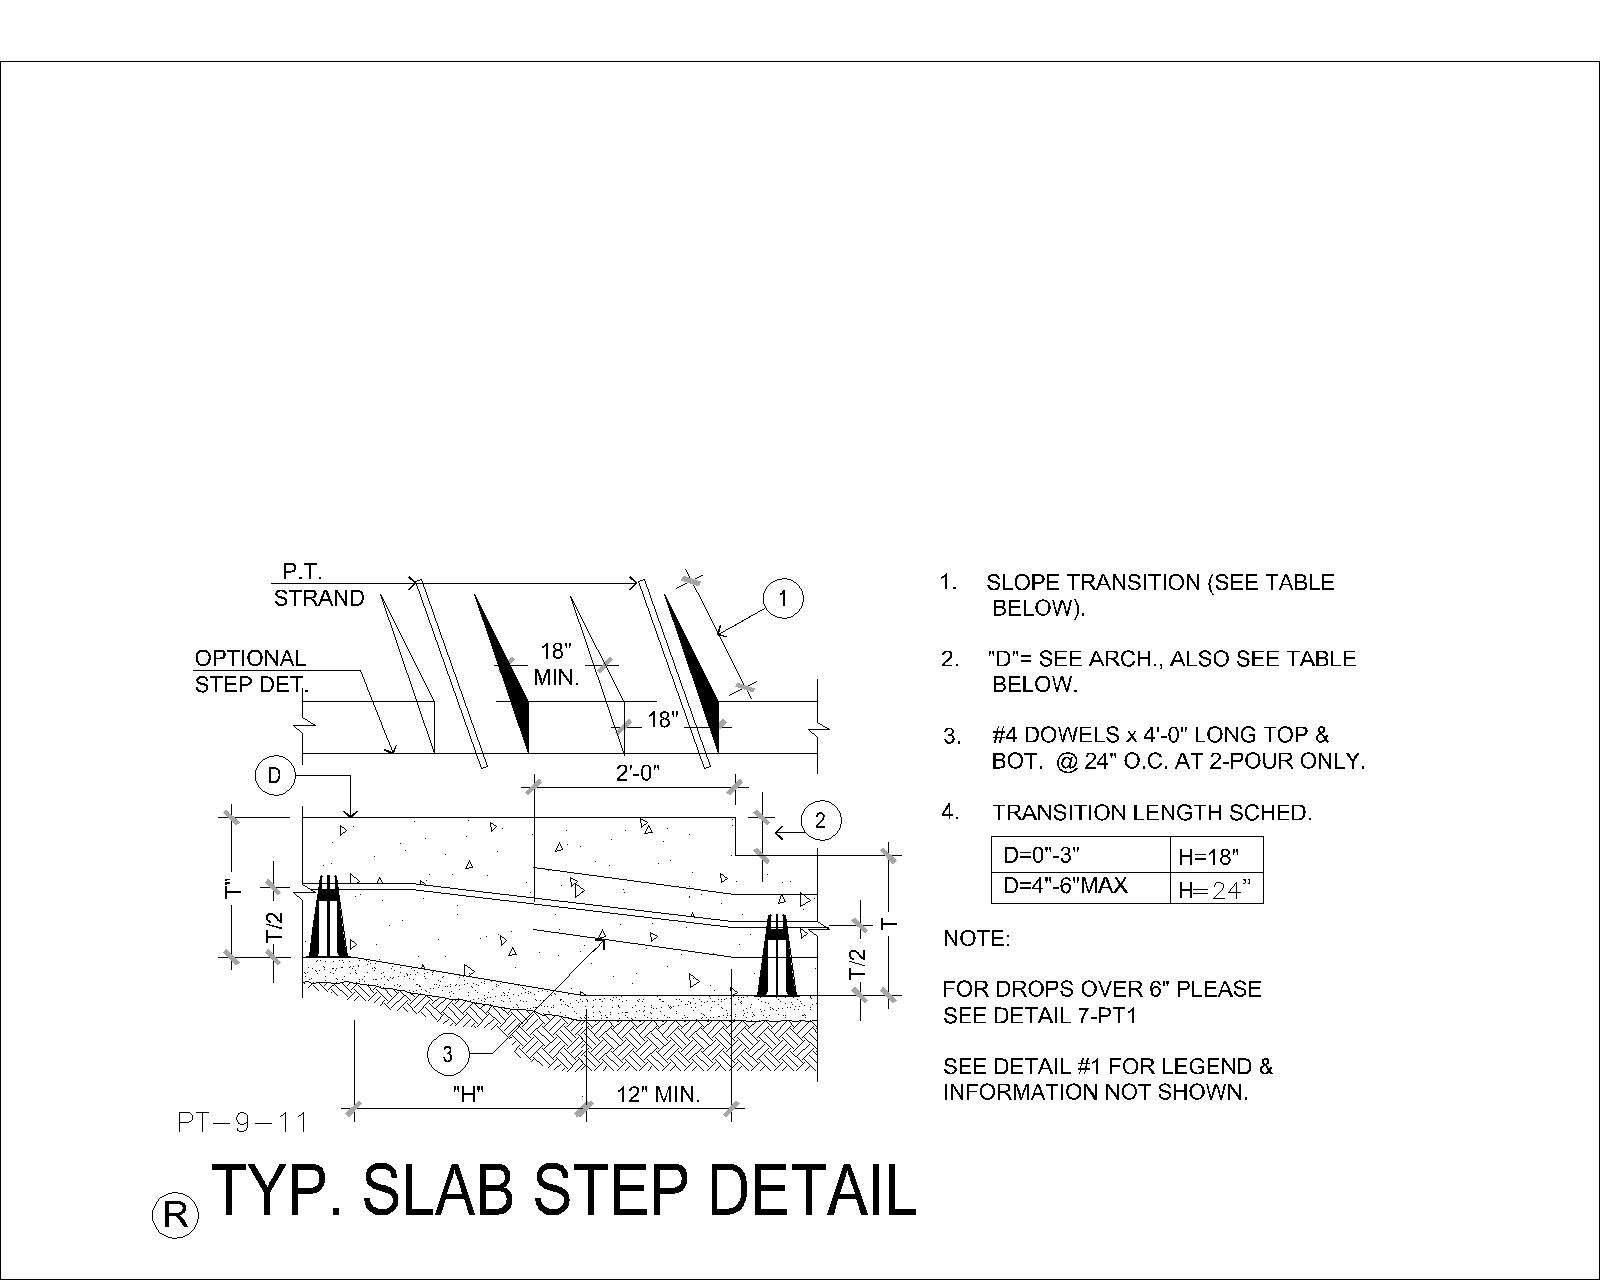 P.T.
STRAND
OPTIONAL
STEP DET.
18"
MIN.
18"
1
D
2'-0"
2
T"
T/2
T
T/2
3
"H"
12" MIN.
PT-9-11
R
TYP. SLAB STEP DETAIL
1. SLOPE TRANSITION (SEE TABLE
BELOW).
2. "D"= SEE ARCH., ALSO SEE TABLE
BELOW.
3. #4 DOWELS x 4'-0" LONG TOP &
BOT. @ 24" O.C. AT 2-POUR ONLY.
4. TRANSITION LENGTH SCHED.
D=0"-3" H=18"
D=4"-6"MAX H=24"
NOTE:
FOR DROPS OVER 6" PLEASE
SEE DETAIL 7-PT1
SEE DETAIL #1 FOR LEGEND &
INFORMATION NOT SHOWN.